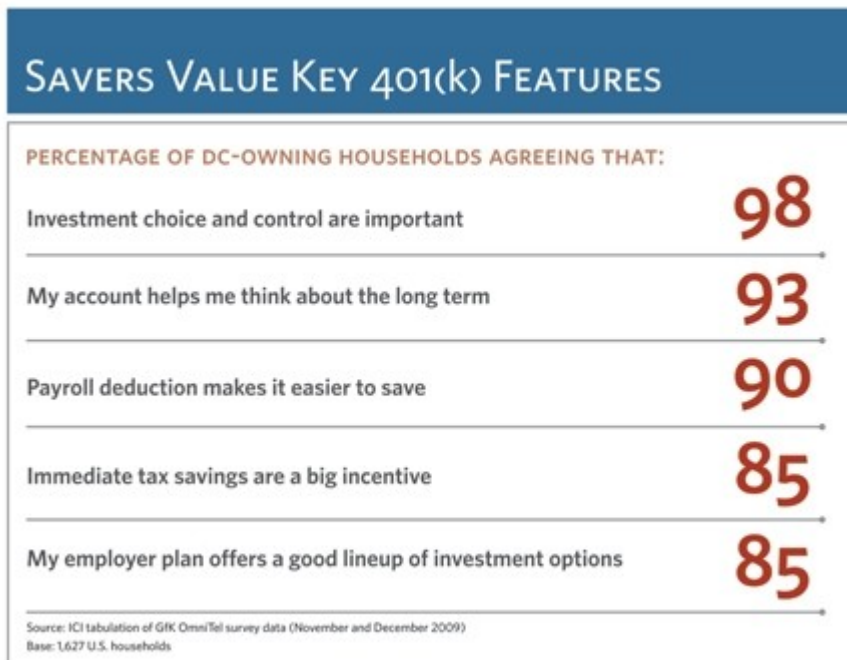 Savers Value Key 401(k) Features
PERCENTAGE OF DC-OWNING HOUSEHOLDS AGREEING THAT:
Investment choice and control are important 98
My account helps me think about the long term 93
Payroll deduction makes it easier to save 90
Immediate tax savings are a big incentive 85
My employer plan offers a good lineup of investment options 85
Source: ICI tabulation of GfK OmniTel survey data (November and December 2009)
Base: 1,627 U.S. households